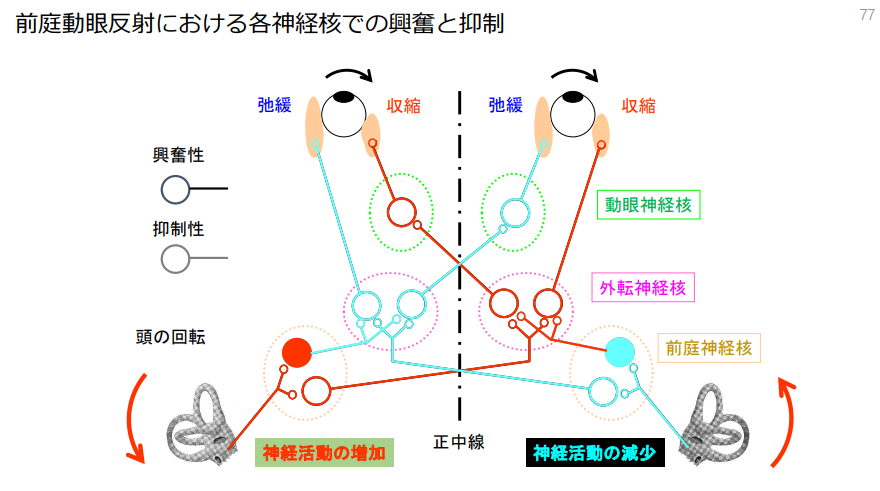 前庭動眼反射における各神経核での興奮と抑制
77
弛緩
収縮
弛緩
収縮
興奮性
抑制性
動眼神経核
外転神経核
頭の回転
前庭神経核
正中線
神経活動の増加
神経活動の減少